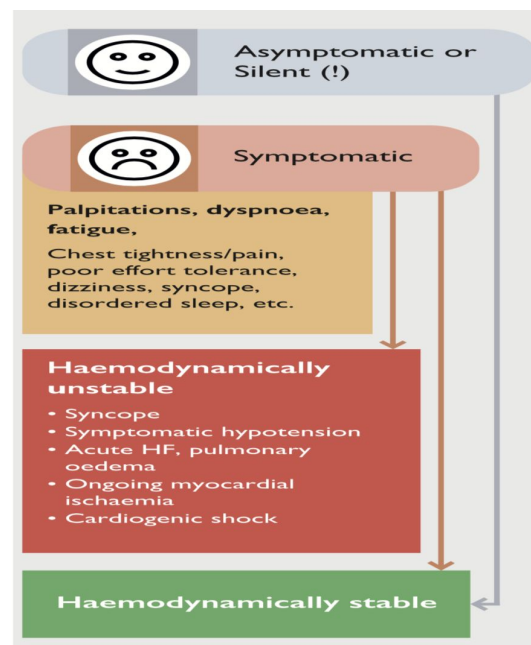 Asymptomatic or
Silent (!)
Symptomatic
Palpitations, dyspnoea,
fatigue,
Chest tightness/pain,
poor effort tolerance,
dizziness, syncope,
disordered sleep, etc.
Haemodynamically
unstable
• Syncope
• Symptomatic hypotension
• Acute HF, pulmonary
oedema
• Ongoing myocardial
ischaemia
• Cardiogenic shock
Haemodynamically stable